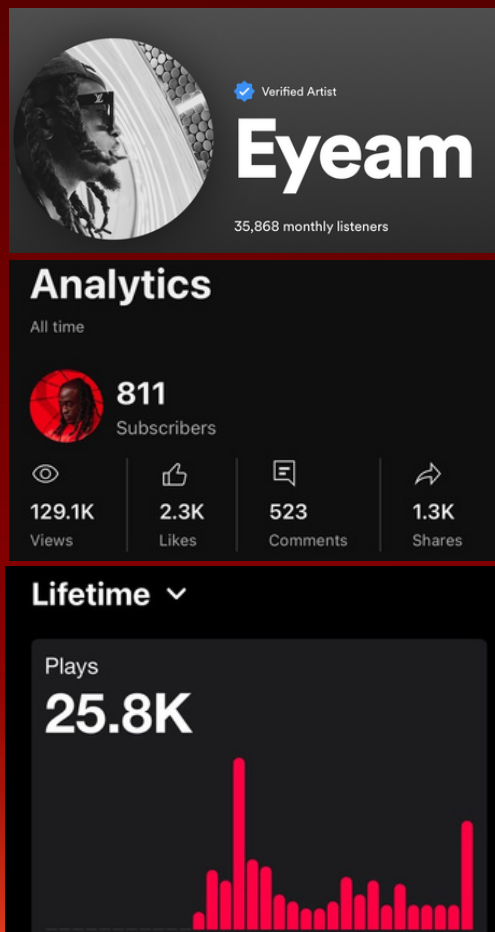 Verified Artist
Eyeam
35,868 monthly listeners
Analytics
All time
811
Subscribers
129.1K 2.3K 523 1.3K
Views Likes Comments Shares
Lifetime
Plays
25.8K